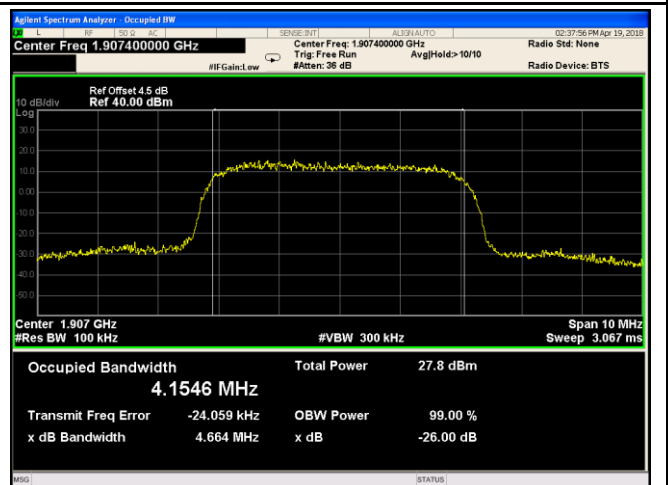 Agilent Spectrum Analyzer - Occupied BW
L RF 50 Ω AC SENSE:INT ALIGN AUTO 02:37:56 PM Apr 19, 2018
Center Freq 1.907400000 GHz Center Freq: 1.907400000 GHz Radio Std: None
Trig: Free Run Avg|Hold:>10/10
#IFGain:Low #Atten: 36 dB Radio Device: BTS
Ref Offset 4.5 dB
10 dB/div Ref 40.00 dBm
Log
30.0
20.0
10.0
0.00
-10.0
-20.0
-30.0
-40.0
-50.0
Center 1.907 GHz Span 10 MHz
#Res BW 100 kHz #VBW 300 kHz Sweep 3.067 ms
Occupied Bandwidth Total Power 27.8 dBm
4.1546 MHz
Transmit Freq Error -24.059 kHz OBW Power 99.00 %
x dB Bandwidth 4.664 MHz x dB -26.00 dB
MSG STATUS